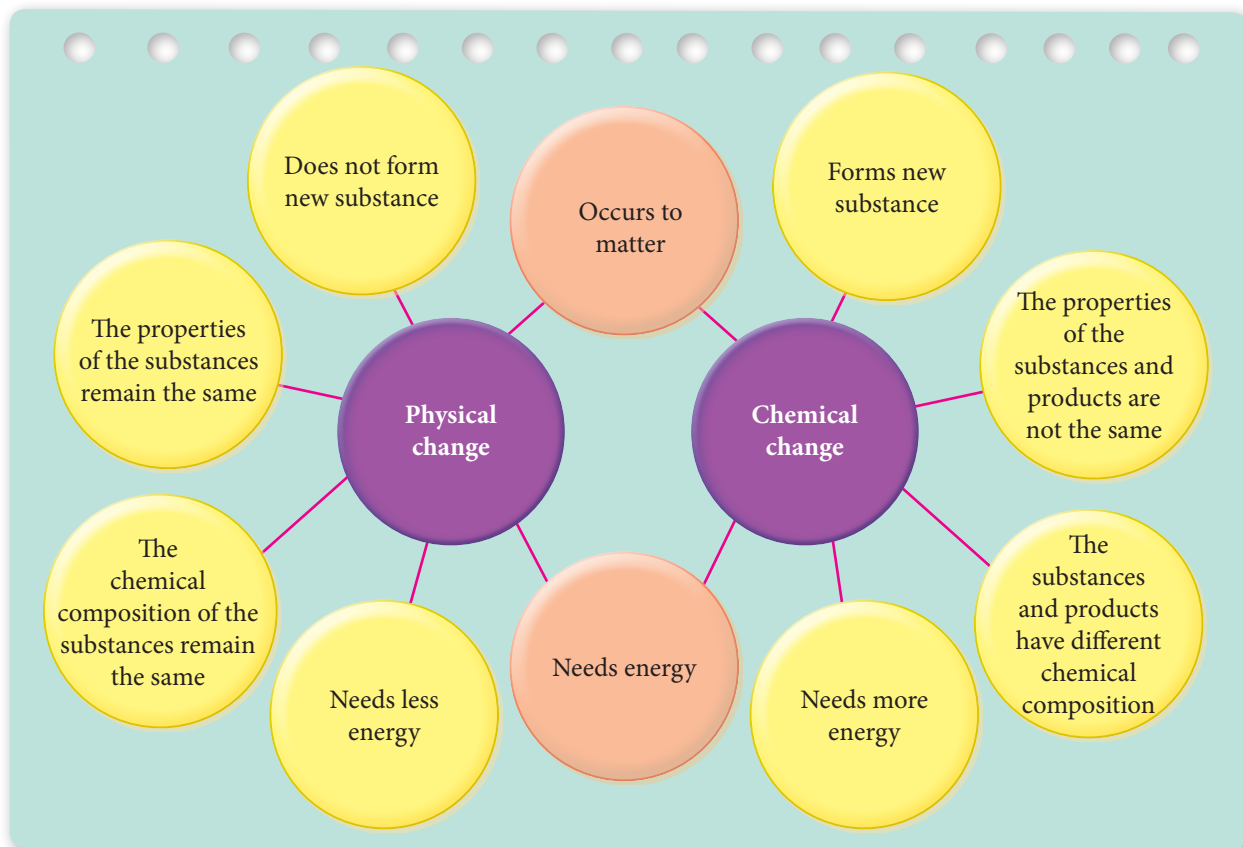 Does not form
new substance
Occurs to
matter
Forms new
substance
The properties
of the substances
remain the same
The properties
of the
substances and
products are
not the same
Physical
change
Chemical
change
The
chemical
composition of the
substances remain
the same
The
substances
and products
have different
chemical
composition
Needs less
energy
Needs energy
Needs more
energy